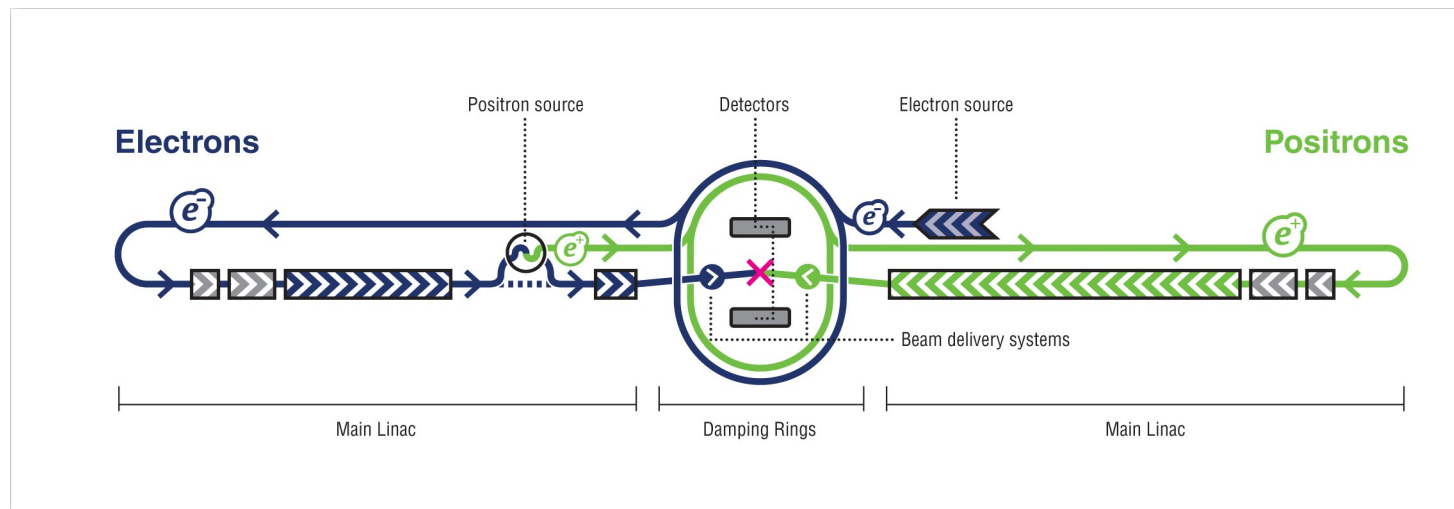 Positron source
Detectors
Electron source
Electrons
Positrons
e-
e-
e+
e+
Beam delivery systems
Main Linac
Damping Rings
Main Linac